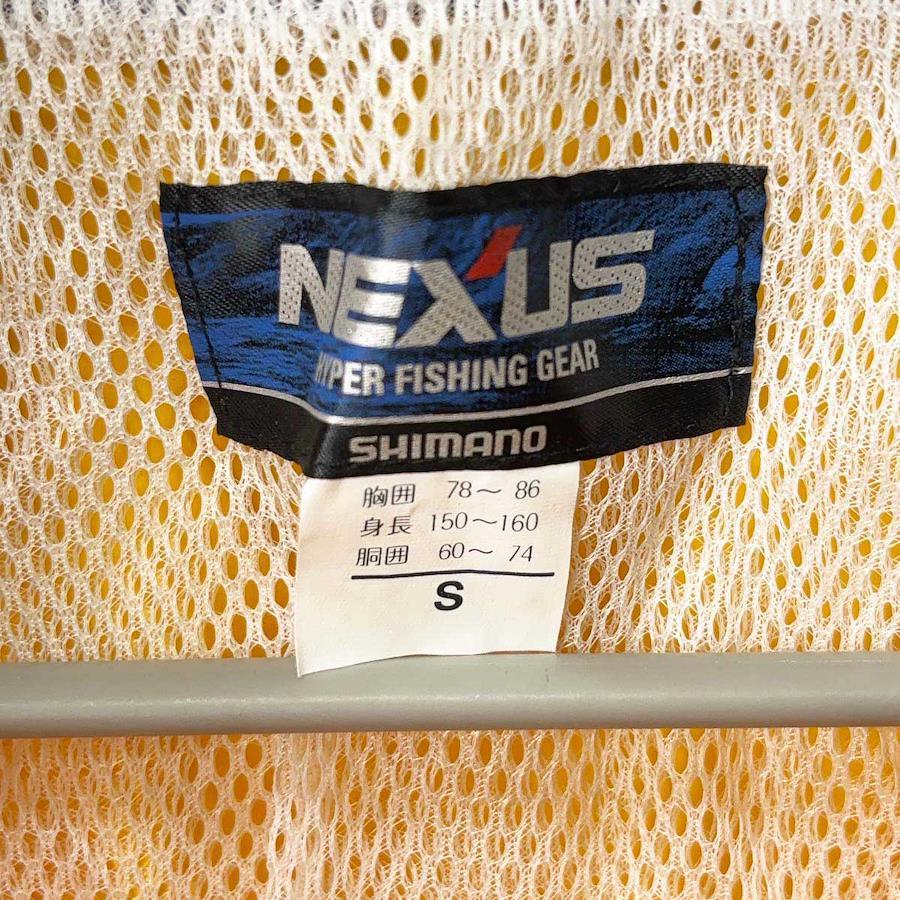 NEXUS
HYPER FISHING GEAR
SHIMANO
胸囲 78～ 86
身長 150～160
胴囲 60～ 74
S